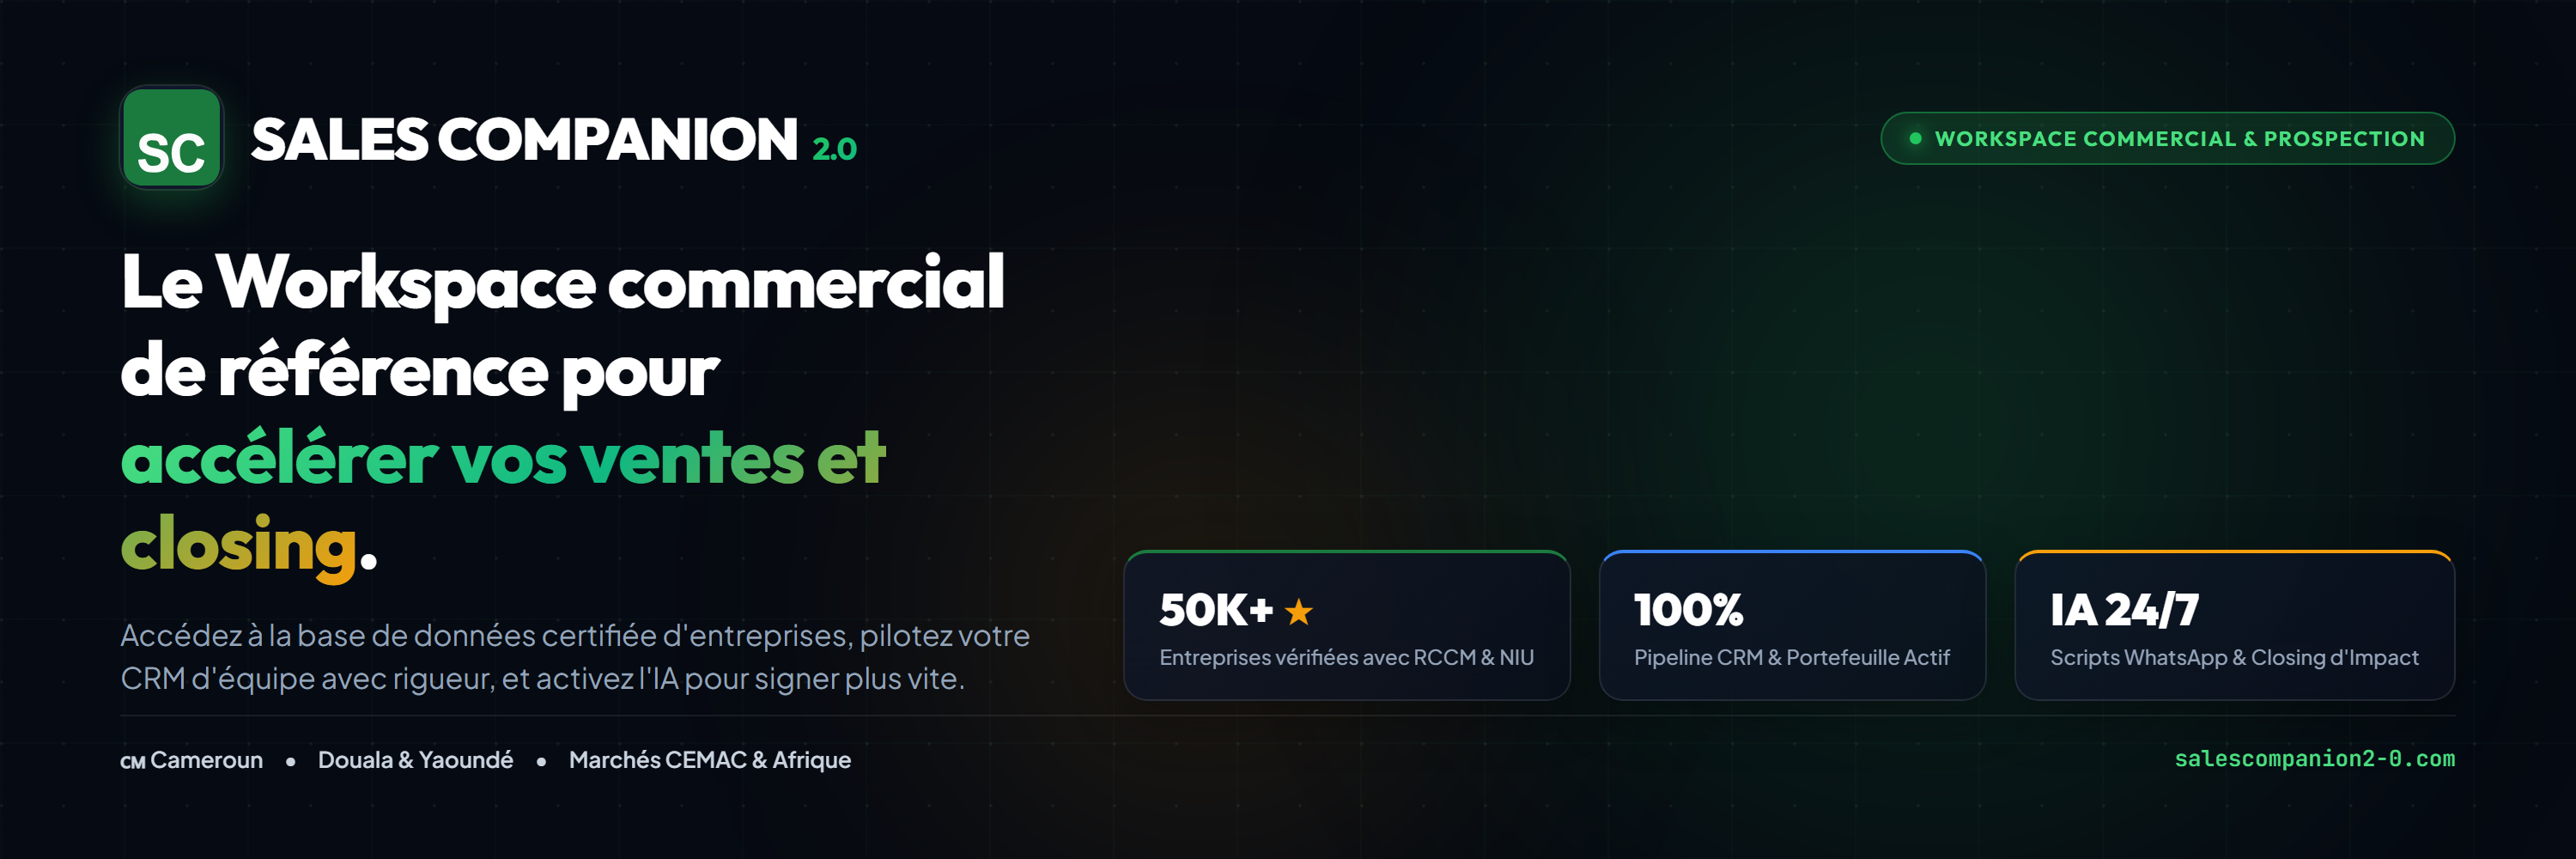 SC
SALES COMPANION 2.0
WORKSPACE COMMERCIAL & PROSPECTION
Le Workspace commercial
de référence pour
accélérer vos ventes et
closing.
Accédez à la base de données certifiée d'entreprises, pilotez votre
CRM d'équipe avec rigueur, et activez l'IA pour signer plus vite.
50K+ ★
Entreprises vérifiées avec RCCM & NIU
100%
Pipeline CRM & Portefeuille Actif
IA 24/7
Scripts WhatsApp & Closing d'Impact
CM Cameroun • Douala & Yaoundé • Marchés CEMAC & Afrique
salescompanion2-0.com